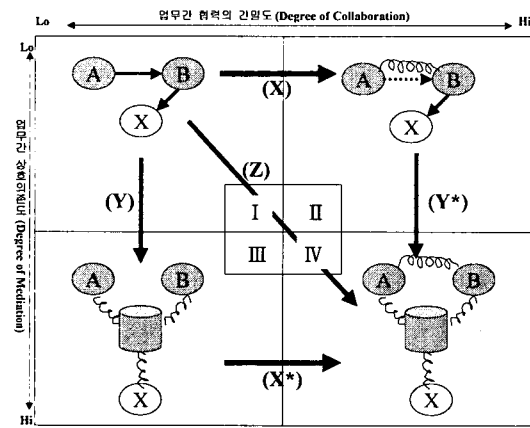 업무간 협력의 긴밀도 (Degree of Collaboration)
Lo
Hi
Lo
업무간 상호의존도 (Degree of Mediation)
A
B
X
(X)
A
B
X
(Y)
(Z)
(Y*)
I
II
III
IV
A
B
X
(X*)
A
B
X
Hi